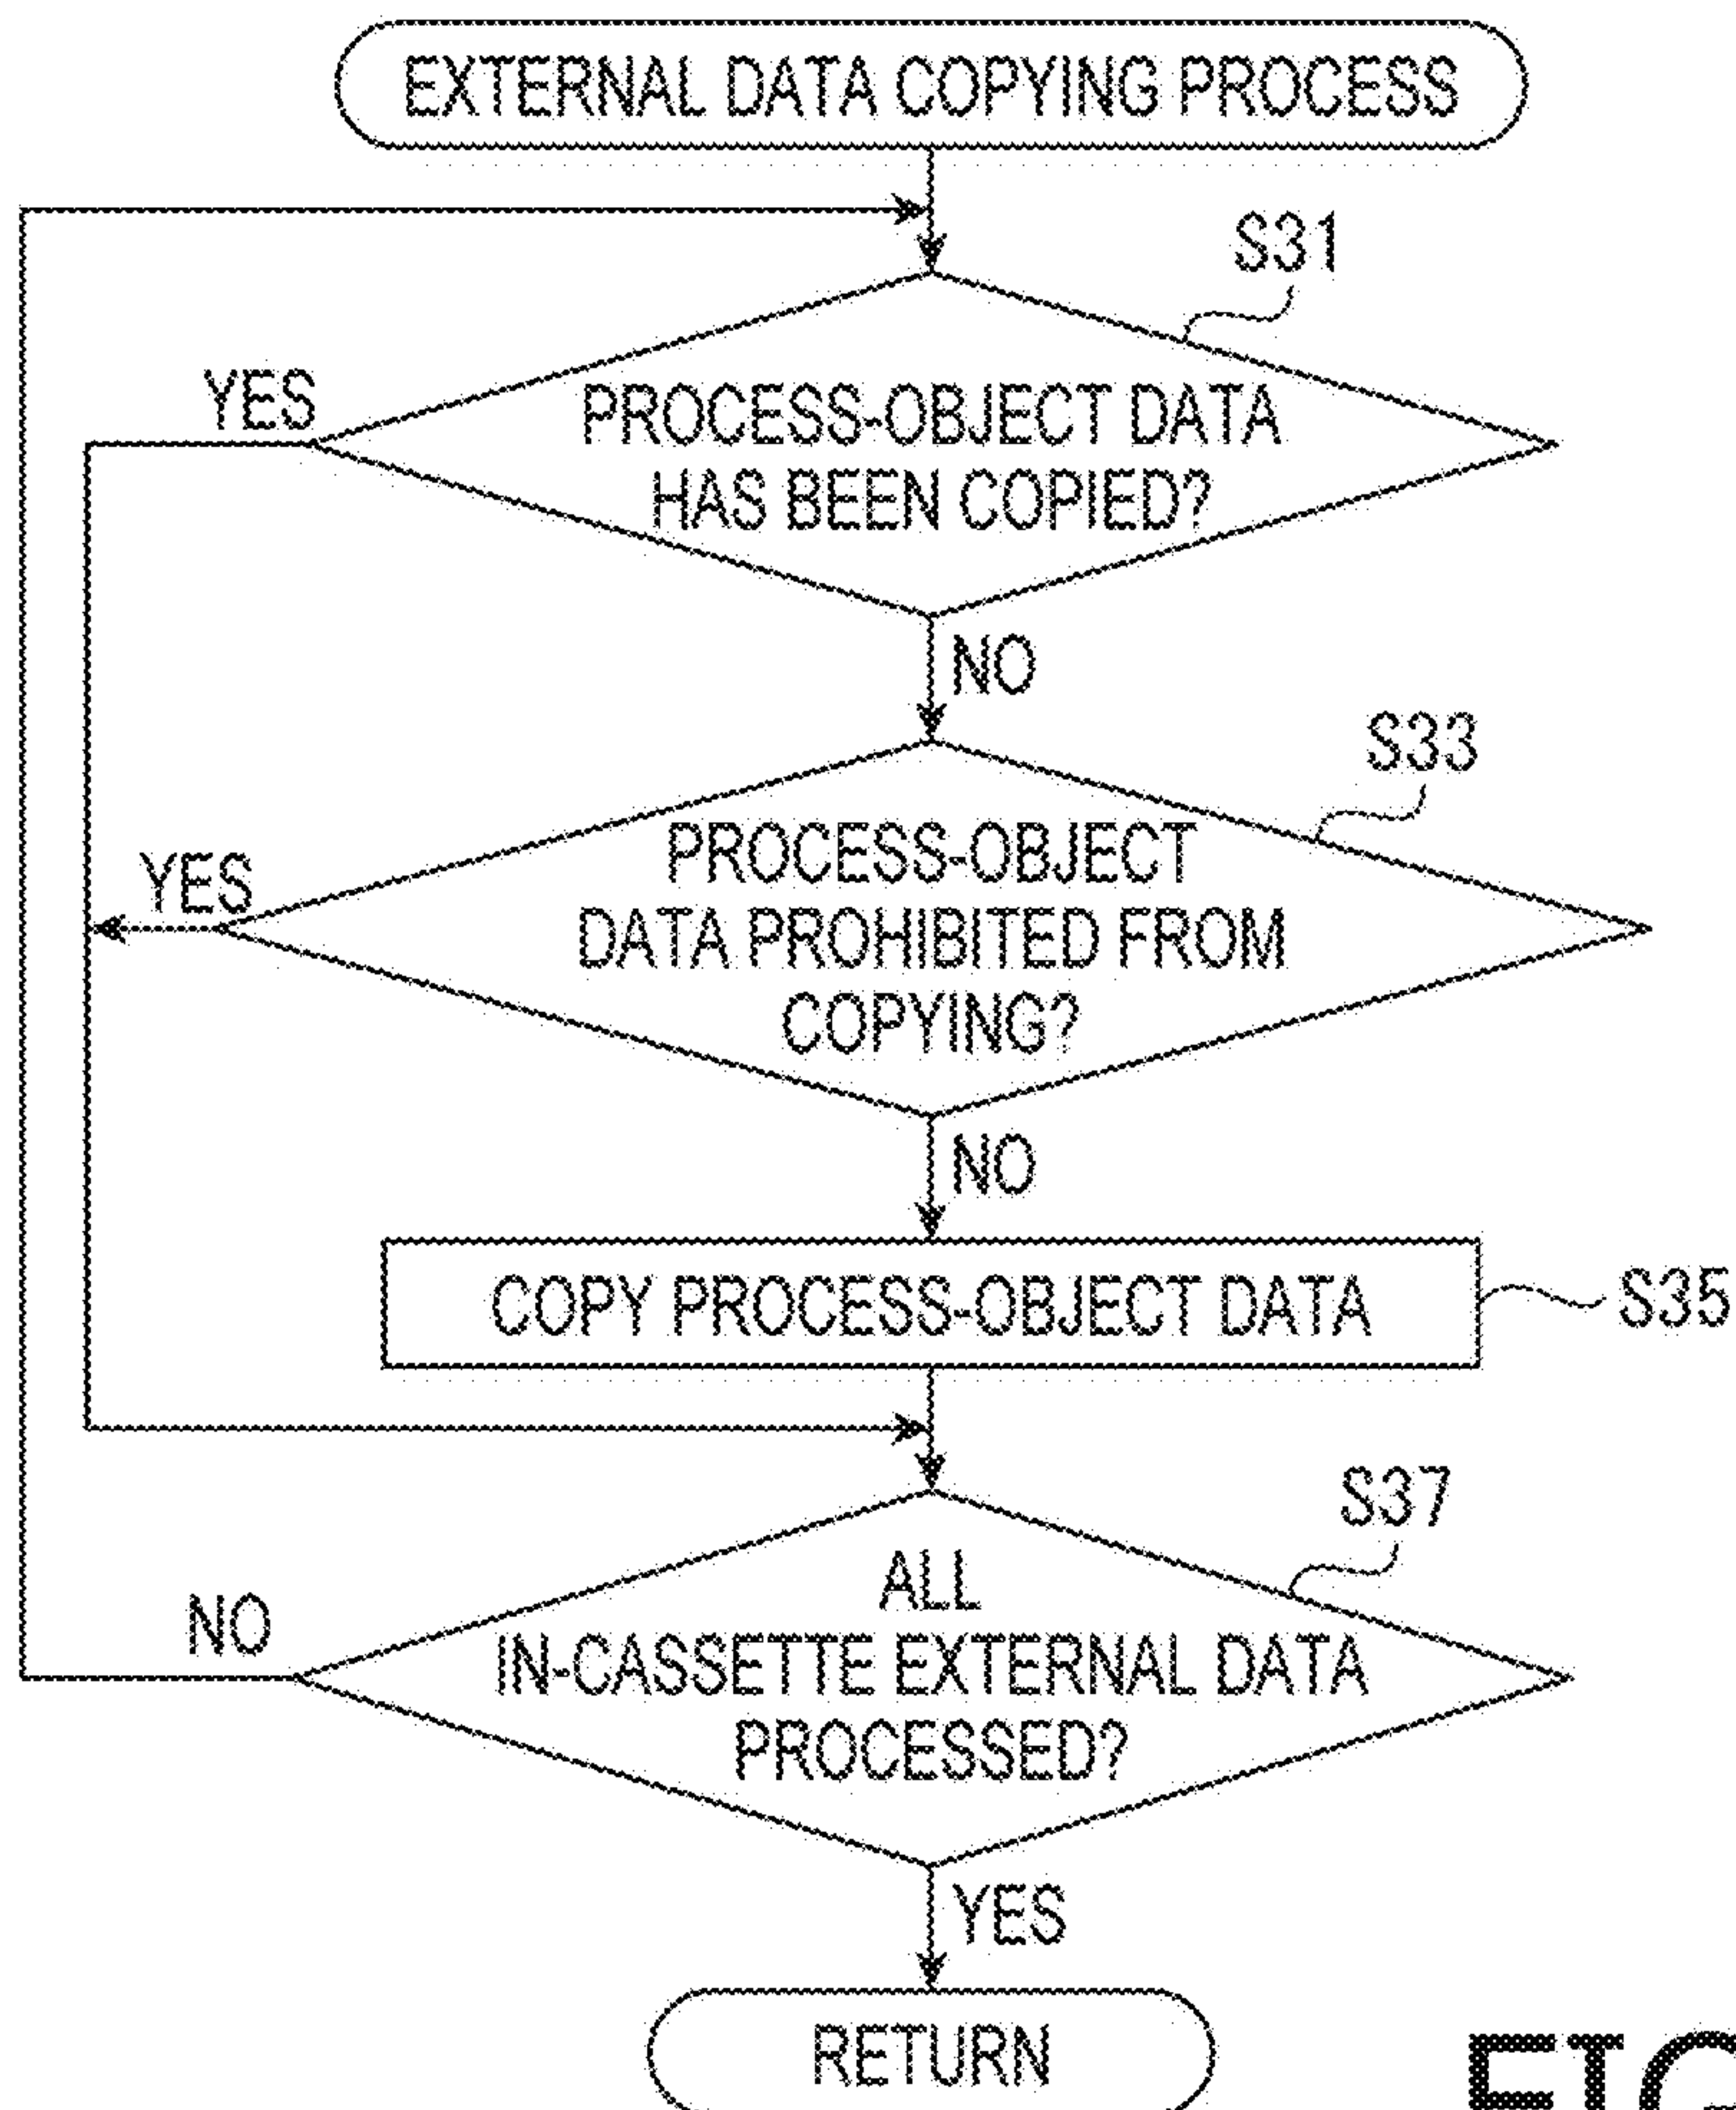 EXTERNAL DATA COPYING PROCESS
S31
YES
PROCESS-OBJECT DATA
HAS BEEN COPIED?
NO
S33
YES
PROCESS-OBJECT
DATA PROHIBITED FROM
COPYING?
NO
COPY PROCESS-OBJECT DATA
S35
S37
NO
ALL
IN-CASSETTE EXTERNAL DATA
PROCESSED?
YES
RETURN